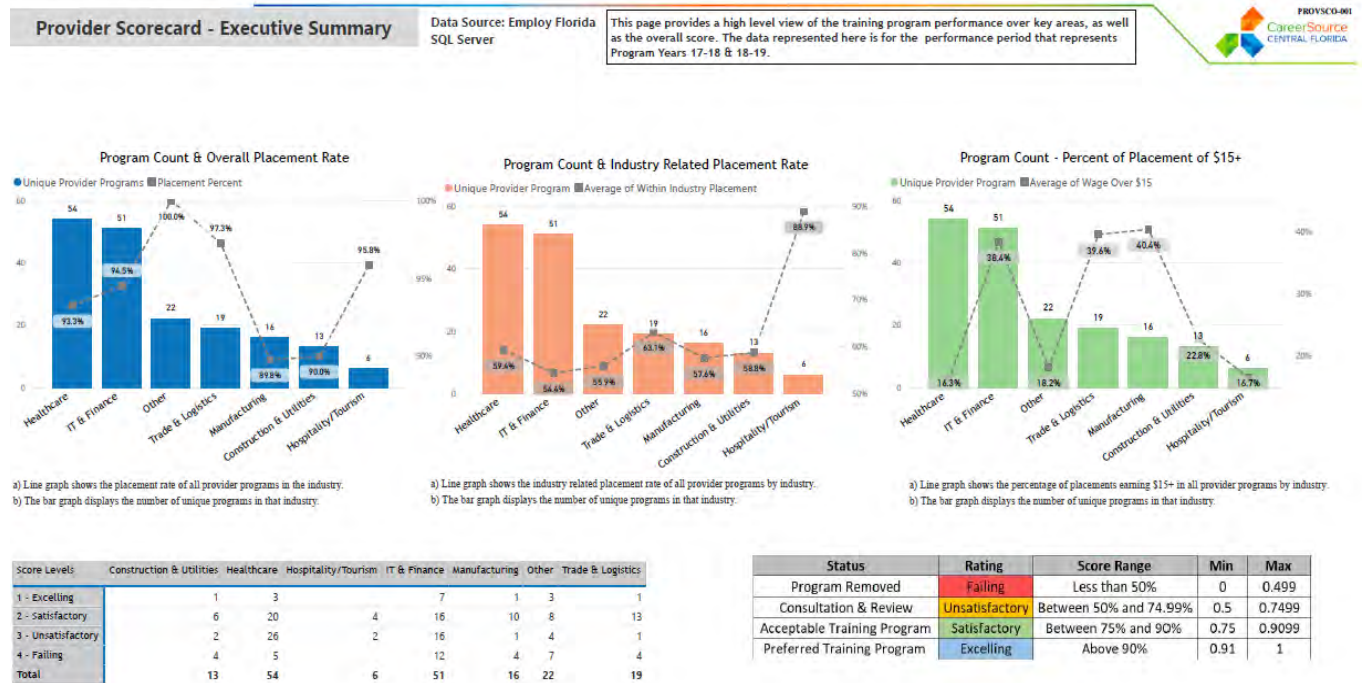 PROVSCO-001
Provider Scorecard - Executive Summary
Data Source: Employ Florida
SQL Server
This page provides a high level view of the training program performance over key areas, as well
as the overall score. The data represented here is for the performance period that represents
Program Years 17-18 & 18-19.
CareerSource
CENTRAL FLORIDA
Program Count & Overall Placement Rate
Unique Provider Programs Placement Percent
60
40
20
0
100%
95%
90%
54
51
22
19
16
13
6
93.3%
94.5%
100.0%
97.3%
89.8%
90.0%
95.8%
Healthcare
IT & Finance
Other
Trade & Logistics
Manufacturing
Construction & Utilities
Hospitality/Tourism
a) Line graph shows the placement rate of all provider programs in the industry.
b) The bar graph displays the number of unique programs in that industry.
Program Count & Industry Related Placement Rate
Unique Provider Program Average of Within Industry Placement
60
40
20
0
90%
80%
70%
60%
50%
54
51
22
19
16
13
6
59.4%
54.4%
55.9%
63.1%
57.6%
58.8%
88.9%
Healthcare
IT & Finance
Other
Trade & Logistics
Manufacturing
Construction & Utilities
Hospitality/Tourism
a) Line graph shows the industry related placement rate of all provider programs by industry.
b) The bar graph displays the number of unique programs in that industry.
Program Count - Percent of Placement of $15+
Unique Provider Program Average of Wage Over $15
60
40
20
0
40%
30%
20%
54
51
22
19
16
13
6
16.3%
38.4%
18.2%
39.6%
40.4%
22.8%
16.7%
Healthcare
IT & Finance
Other
Trade & Logistics
Manufacturing
Construction & Utilities
Hospitality/Tourism
a) Line graph shows the percentage of placements earning $15+ in all provider programs by industry.
b) The bar graph displays the number of unique programs in that industry.
Score Levels Construction & Utilities Healthcare Hospitality/Tourism IT & Finance Manufacturing Other Trade & Logistics
1 - Excelling 1 3 7 1 3 1
2 - Satisfactory 6 20 4 16 10 8 13
3 - Unsatisfactory 2 26 2 16 1 4 1
4 - Failing 4 5 12 4 7 4
Total 13 54 6 51 16 22 19
Status Rating Score Range Min Max
Program Removed Failing Less than 50% 0 0.499
Consultation & Review Unsatisfactory Between 50% and 74.99% 0.5 0.7499
Acceptable Training Program Satisfactory Between 75% and 90% 0.75 0.9099
Preferred Training Program Excelling Above 90% 0.91 1